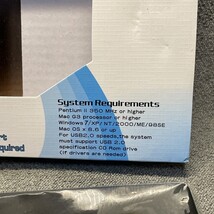 System Requirements
Pentium II 350 MHz or higher
Mac G3 processor or higher
Windows 7/XP/NT/2000/ME/98SE
Mac OS x 8.6 or up
For USB2.0 speeds,the system
must support USB 2.0
specification CD Rom drive
(if drivers are needed)
rt
quired